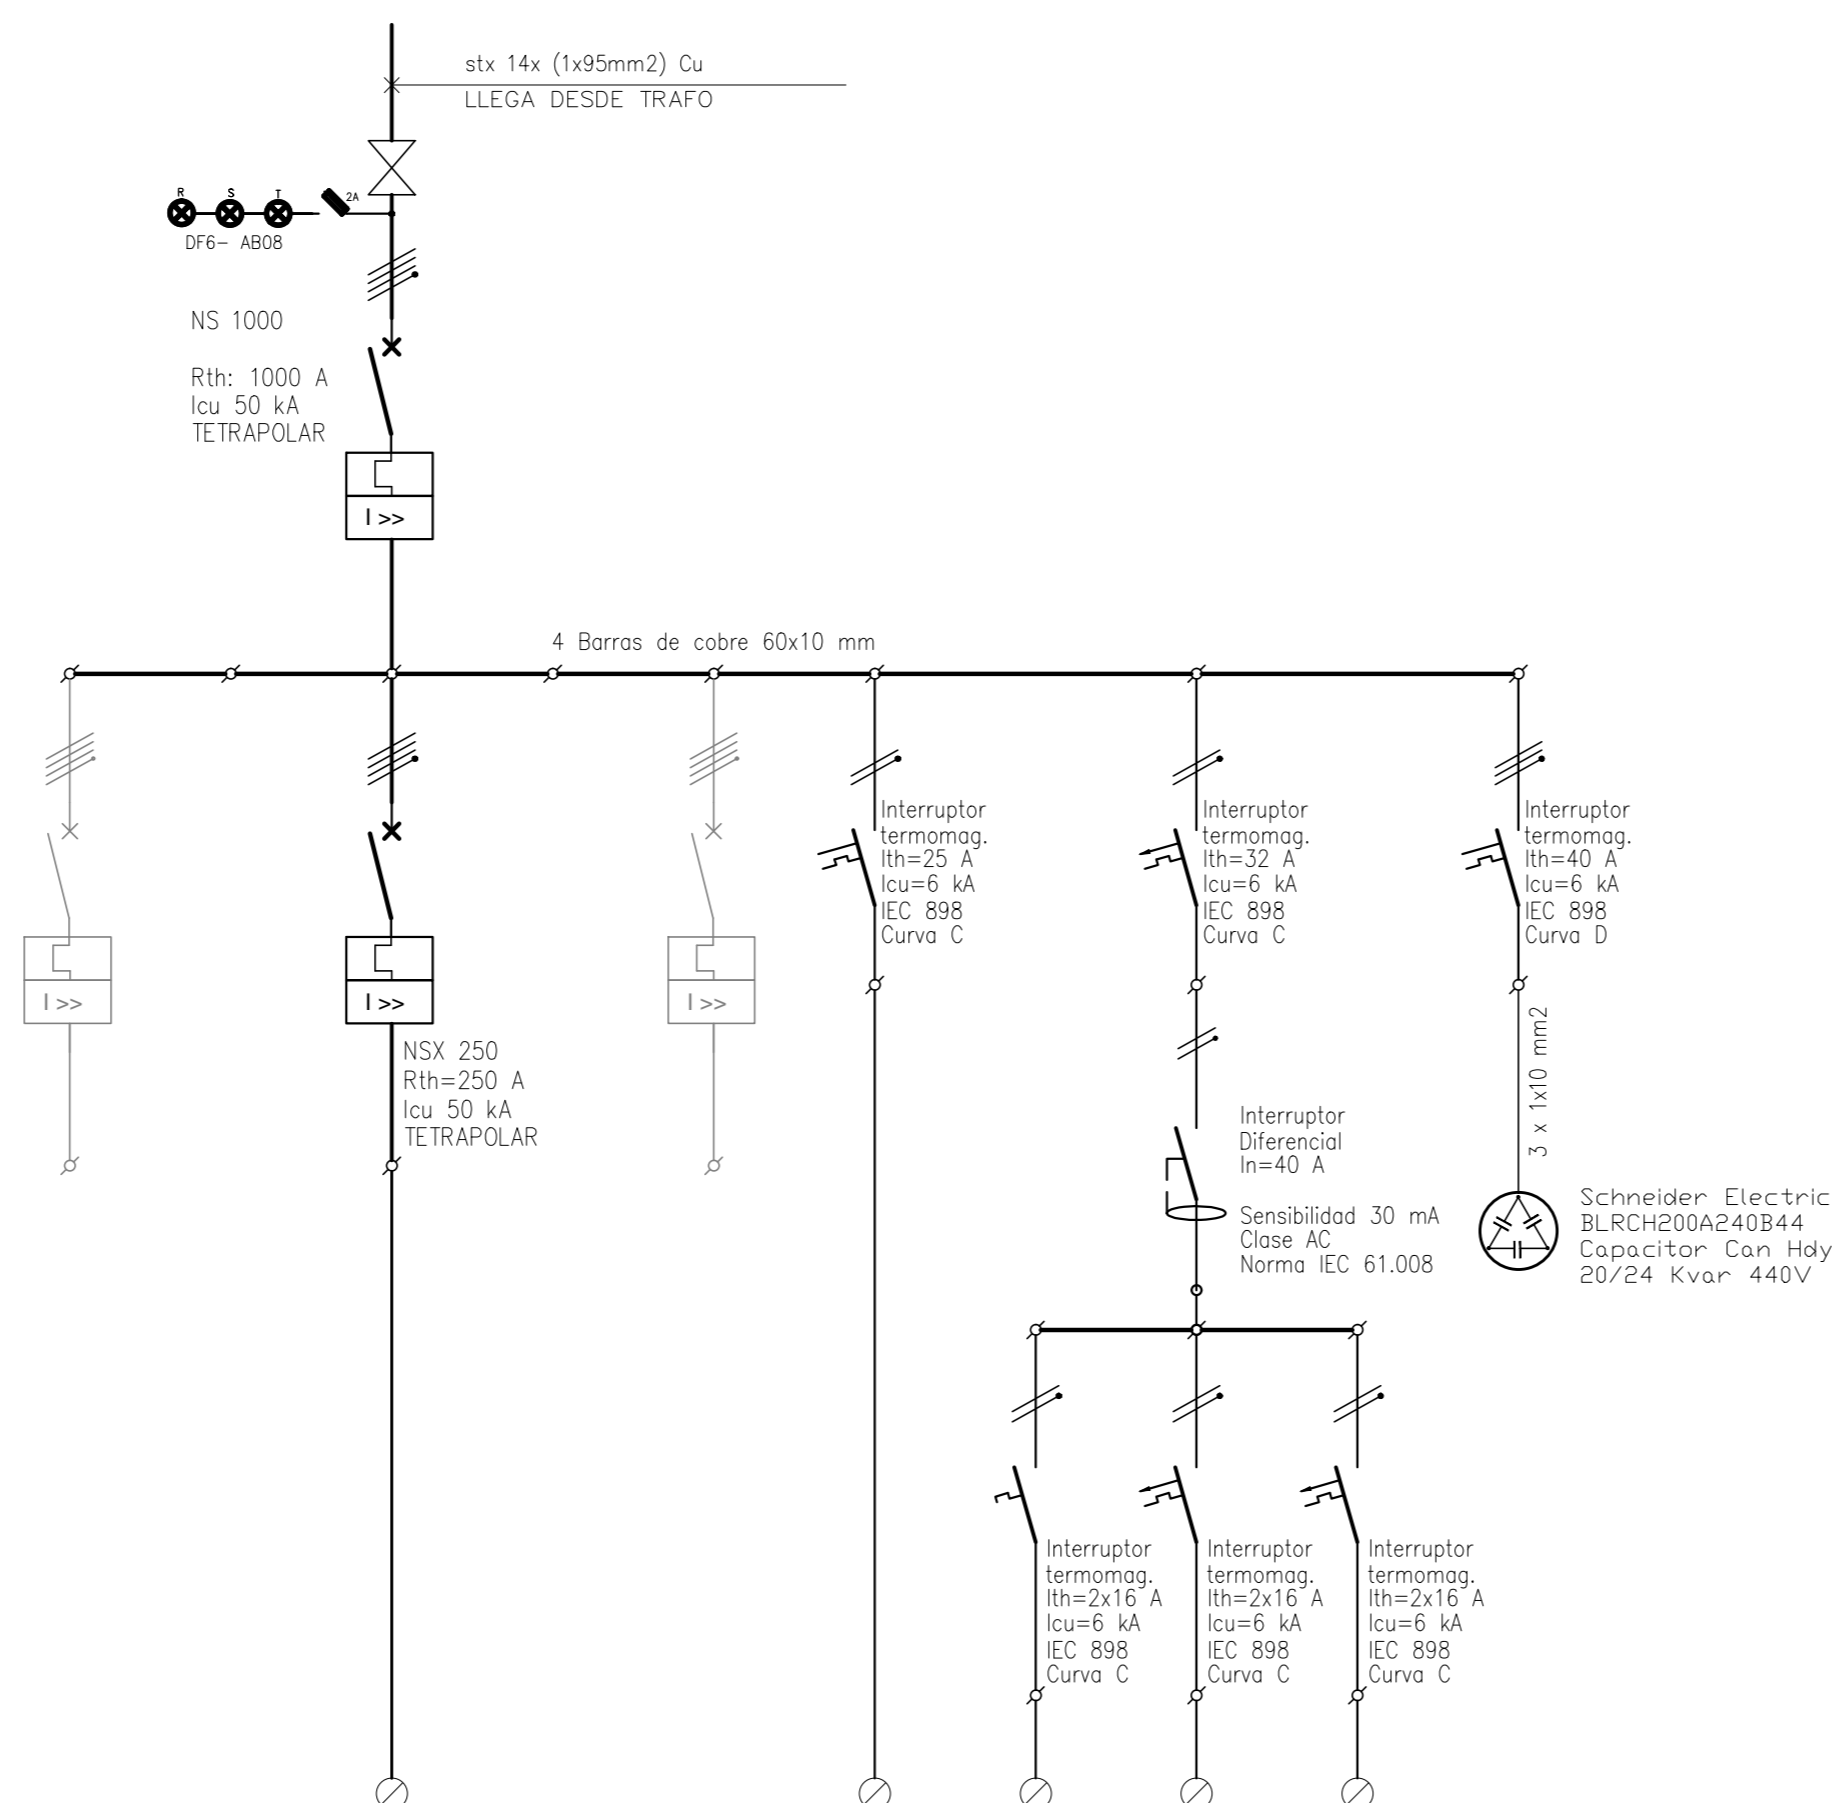 stx 14x (1x95mm2) Cu
LLEGA DESDE TRAFO
R S T
2A
DF6- AB08
NS 1000
Rth: 1000 A
Icu 50 kA
TETRAPOLAR
I >>
4 Barras de cobre 60x10 mm
I >>
I >>
I >>
NSX 250
Rth=250 A
Icu 50 kA
TETRAPOLAR
Interruptor
termomag.
Ith=25 A
Icu=6 kA
IEC 898
Curva C
Interruptor
termomag.
Ith=32 A
Icu=6 kA
IEC 898
Curva C
Interruptor
termomag.
Ith=40 A
Icu=6 kA
IEC 898
Curva D
3 x 1x10 mm2
Interruptor
Diferencial
In=40 A
Sensibilidad 30 mA
Clase AC
Norma IEC 61.008
Schneider Electric
BLRCH200A240B44
Capacitor Can Hdy
20/24 Kvar 440V
Interruptor
termomag.
Ith=2x16 A
Icu=6 kA
IEC 898
Curva C
Interruptor
termomag.
Ith=2x16 A
Icu=6 kA
IEC 898
Curva C
Interruptor
termomag.
Ith=2x16 A
Icu=6 kA
IEC 898
Curva C